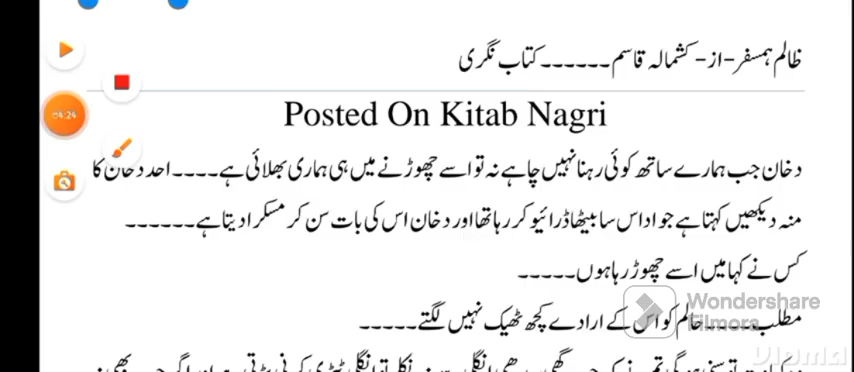 ظالم ہمسفر-از-کشمالہ قاسم------کتاب نگری
Posted On Kitab Nagri
دخان جب ہمارے ساتھ کوئی رہنا نہیں چاہے نہ تو اسے چھوڑنے میں ہی ہماری بھلائی ہے----احد دخان کا
منہ دیکھیں کہتا ہے جو اداس سا بیٹھا ڈرائیو کر رہا تھا اور دخان اس کی بات سن کر مسکرا دیتا ہے------
کس نے کہا میں اسے چھوڑ رہا ہوں-----
مطلب حالم کو اس کے ارادے کچھ ٹھیک نہیں لگتے-----
04:24
Wondershare
Filmora